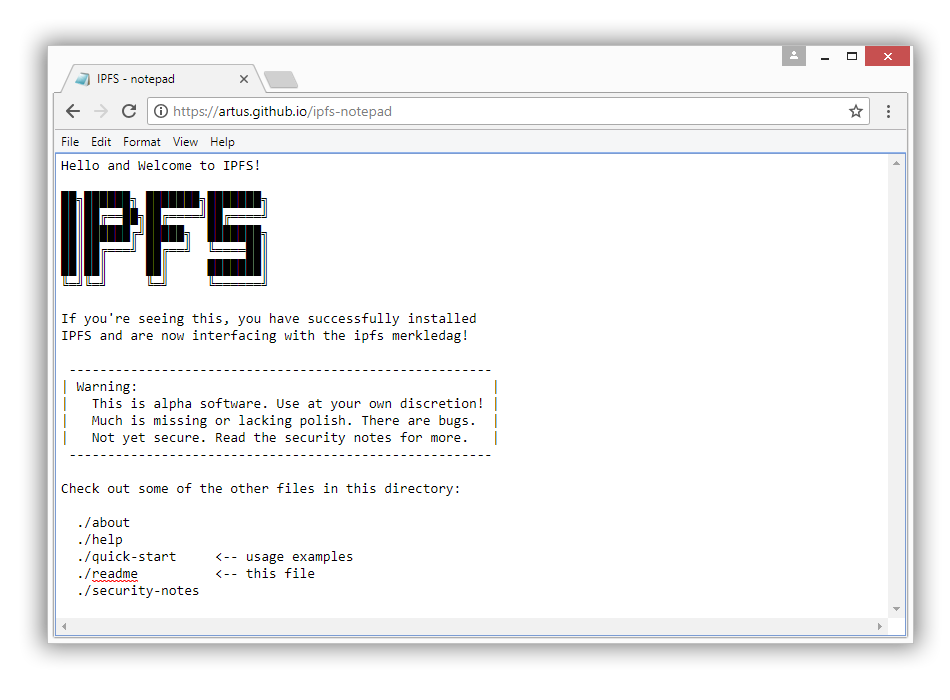 IPFS - notepad
https://artus.github.io/ipfs-notepad
File Edit Format View Help
Hello and Welcome to IPFS!
IPFS
If you're seeing this, you have successfully installed
IPFS and are now interfacing with the ipfs merkledag!
-------------------------------------------------------
| Warning: |
| This is alpha software. Use at your own discretion! |
| Much is missing or lacking polish. There are bugs. |
| Not yet secure. Read the security notes for more. |
-------------------------------------------------------
Check out some of the other files in this directory:
./about
./help
./quick-start <-- usage examples
./readme <-- this file
./security-notes